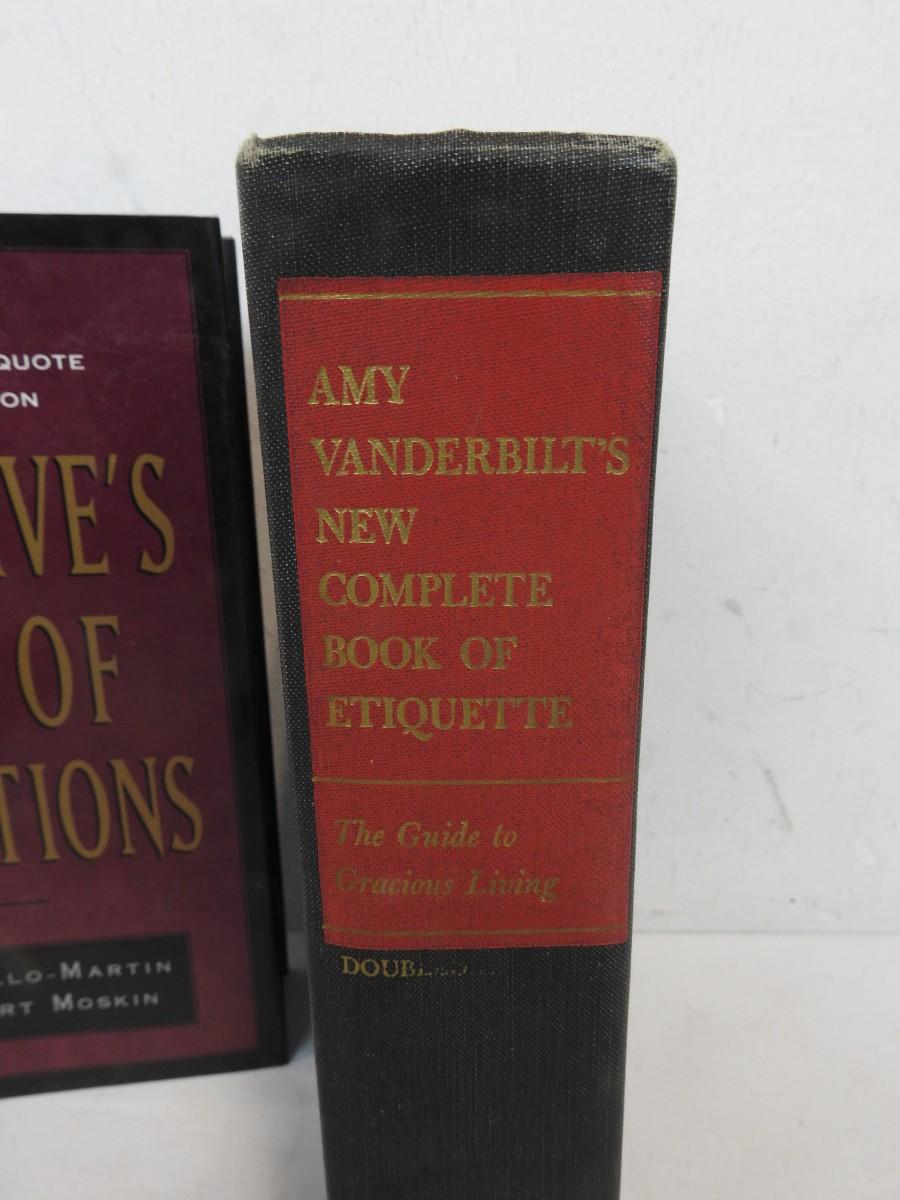 QUOTE
ON
IVE'S
OF
TIONS
LLO-MARTIN
RT MOSKIN
AMY
VANDERBILT'S
NEW
COMPLETE
BOOK OF
ETIQUETTE
The Guide to
Gracious Living